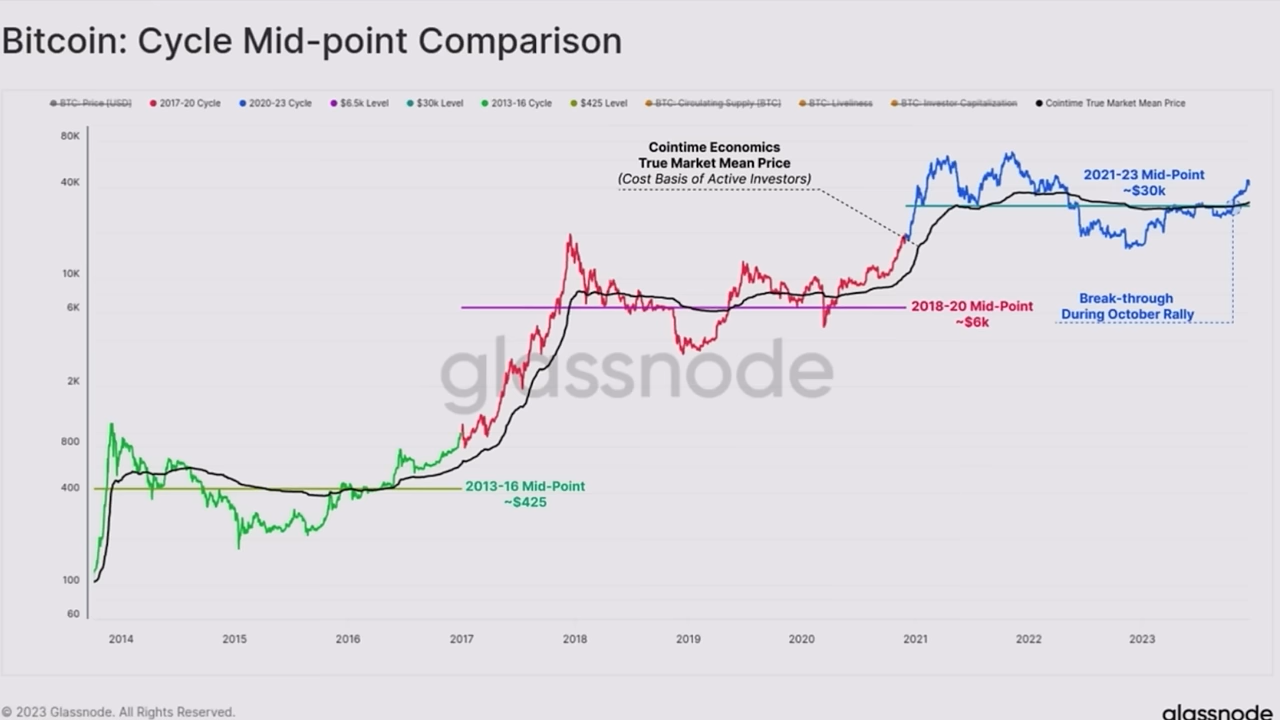 Bitcoin: Cycle Mid-point Comparison
BTC: Price [USD] 2017-20 Cycle 2020-23 Cycle $6.5k Level $30k Level 2013-16 Cycle $425 Level BTC: Circulating Supply [BTC] BTC: Liveliness BTC: Investor Capitalization Cointime True Market Mean Price
80K
40K
10K
6K
2K
800
400
100
60
Cointime Economics
True Market Mean Price
(Cost Basis of Active Investors)
2021-23 Mid-Point
~$30k
Break-through
During October Rally
2018-20 Mid-Point
~$6k
glassnode
2013-16 Mid-Point
~$425
2014 2015 2016 2017 2018 2019 2020 2021 2022 2023
© 2023 Glassnode. All Rights Reserved.
glassnode